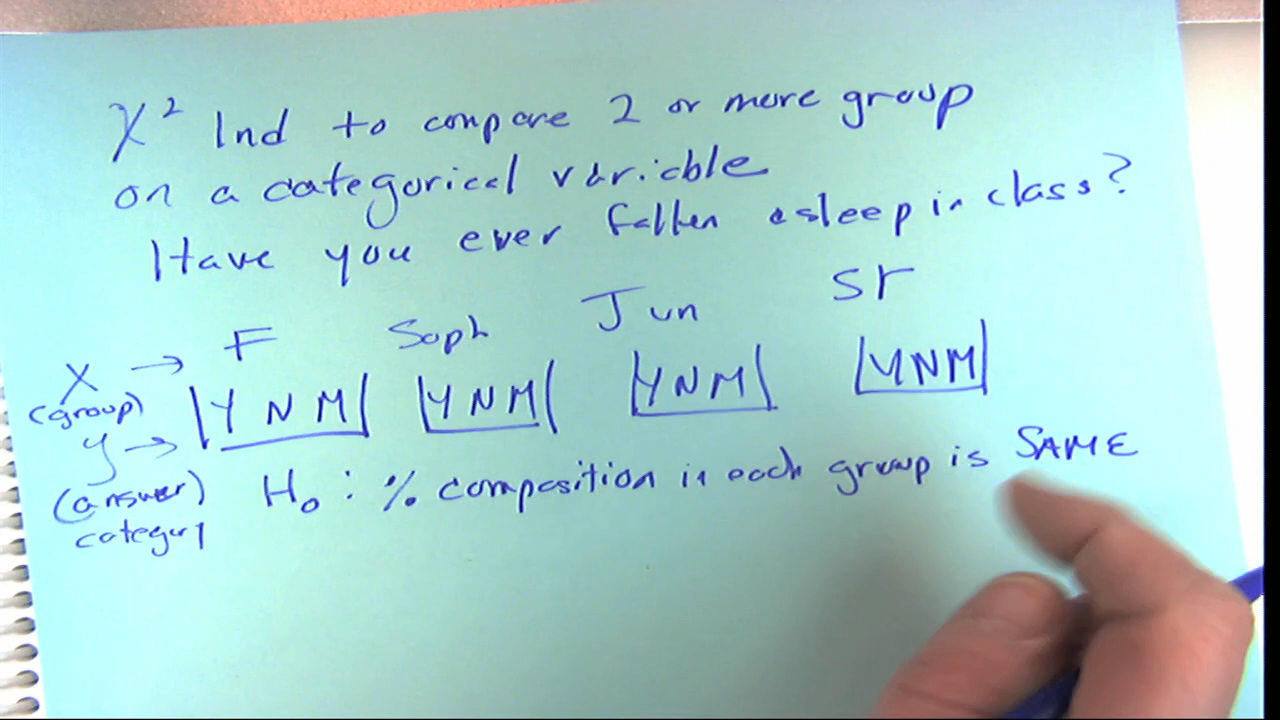 χ² Ind to compare 2 or more group
on a categorical variable
Have you ever fallen asleep in class?
X → F Soph Jun Sr
(group) Y N M Y N M Y N M Y N M
y →
(answer) H₀ : % composition in each group is SAME
category